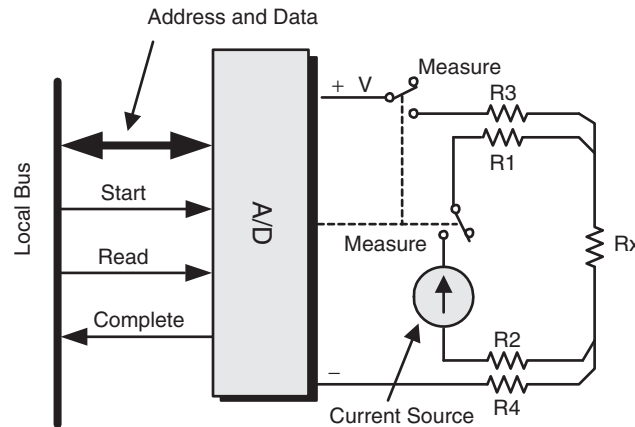 Address and Data
Local Bus
Start
Read
Complete
A/D
+ V
Measure
R3
R1
Measure
Rx
R2
–
R4
Current Source